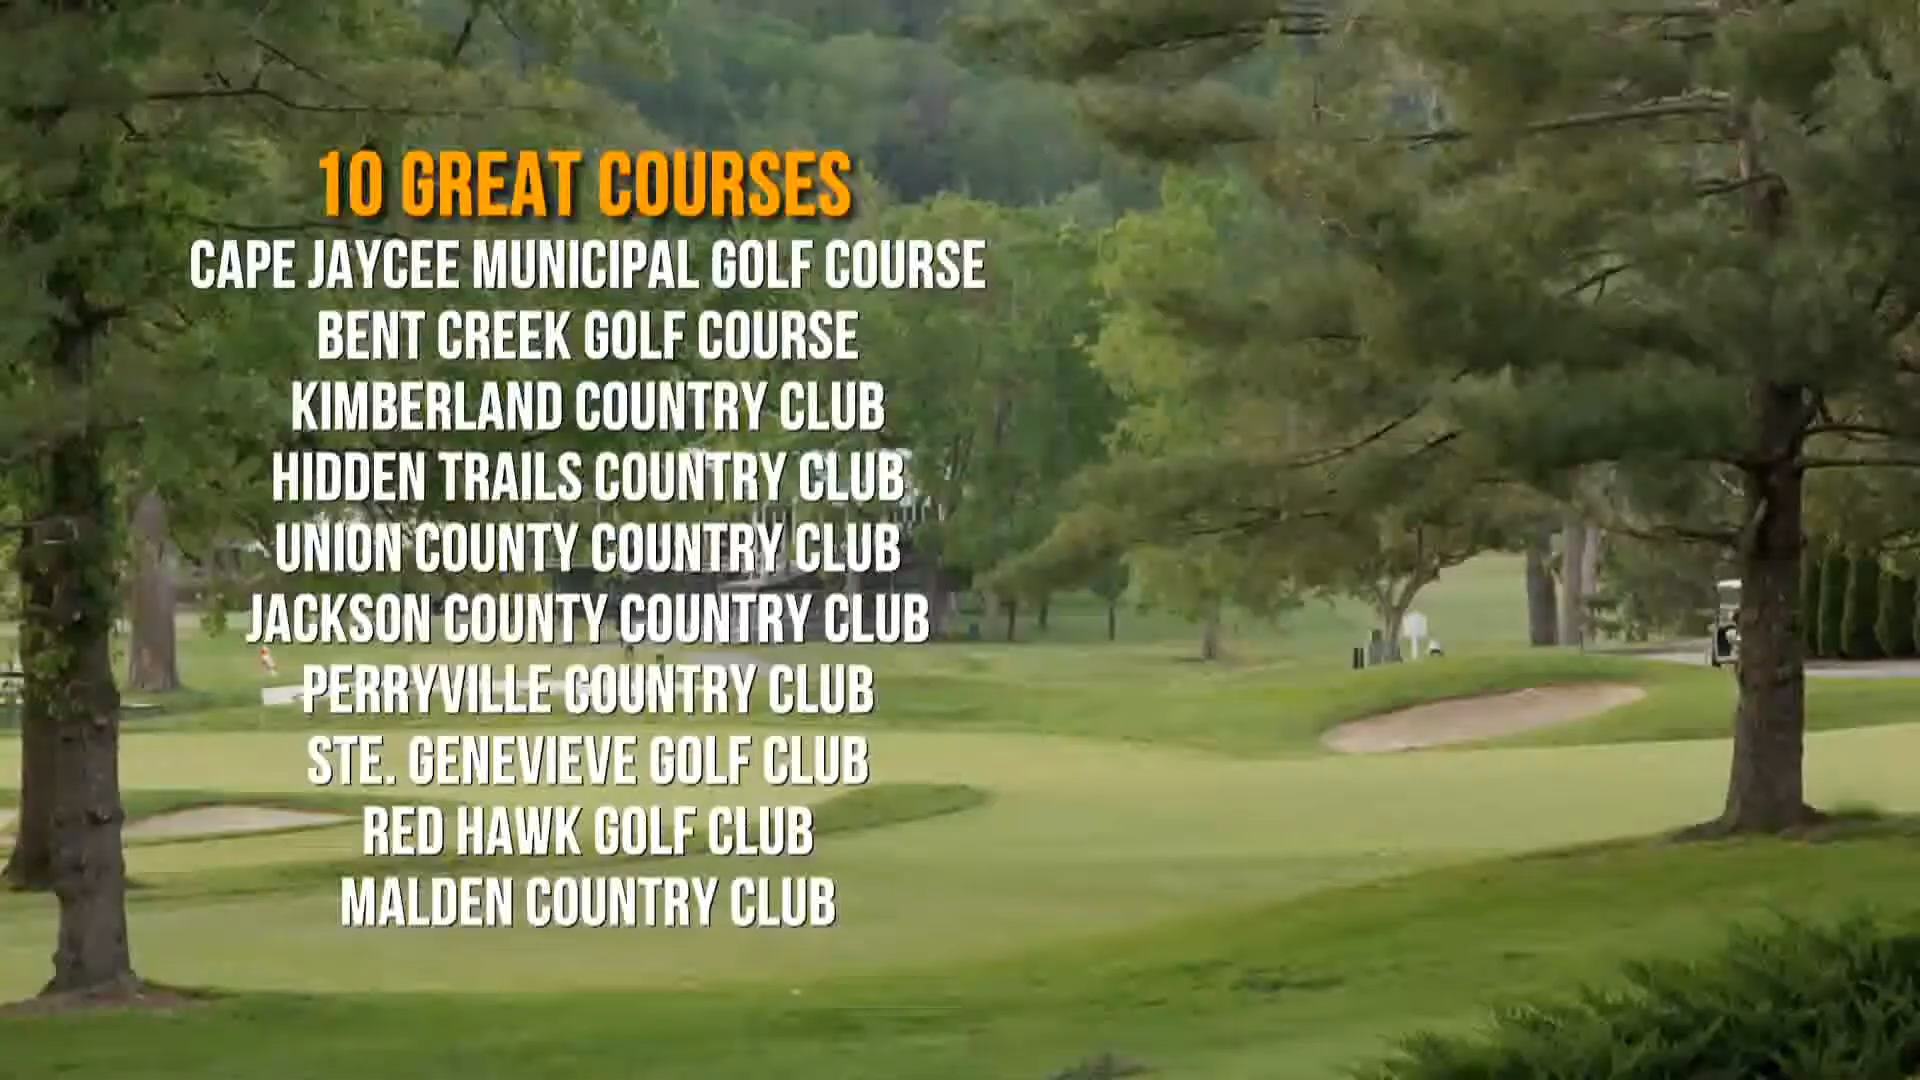 10 GREAT COURSES
CAPE JAYCEE MUNICIPAL GOLF COURSE
BENT CREEK GOLF COURSE
KIMBERLAND COUNTRY CLUB
HIDDEN TRAILS COUNTRY CLUB
UNION COUNTY COUNTRY CLUB
JACKSON COUNTY COUNTRY CLUB
PERRYVILLE COUNTRY CLUB
STE. GENEVIEVE GOLF CLUB
RED HAWK GOLF CLUB
MALDEN COUNTRY CLUB